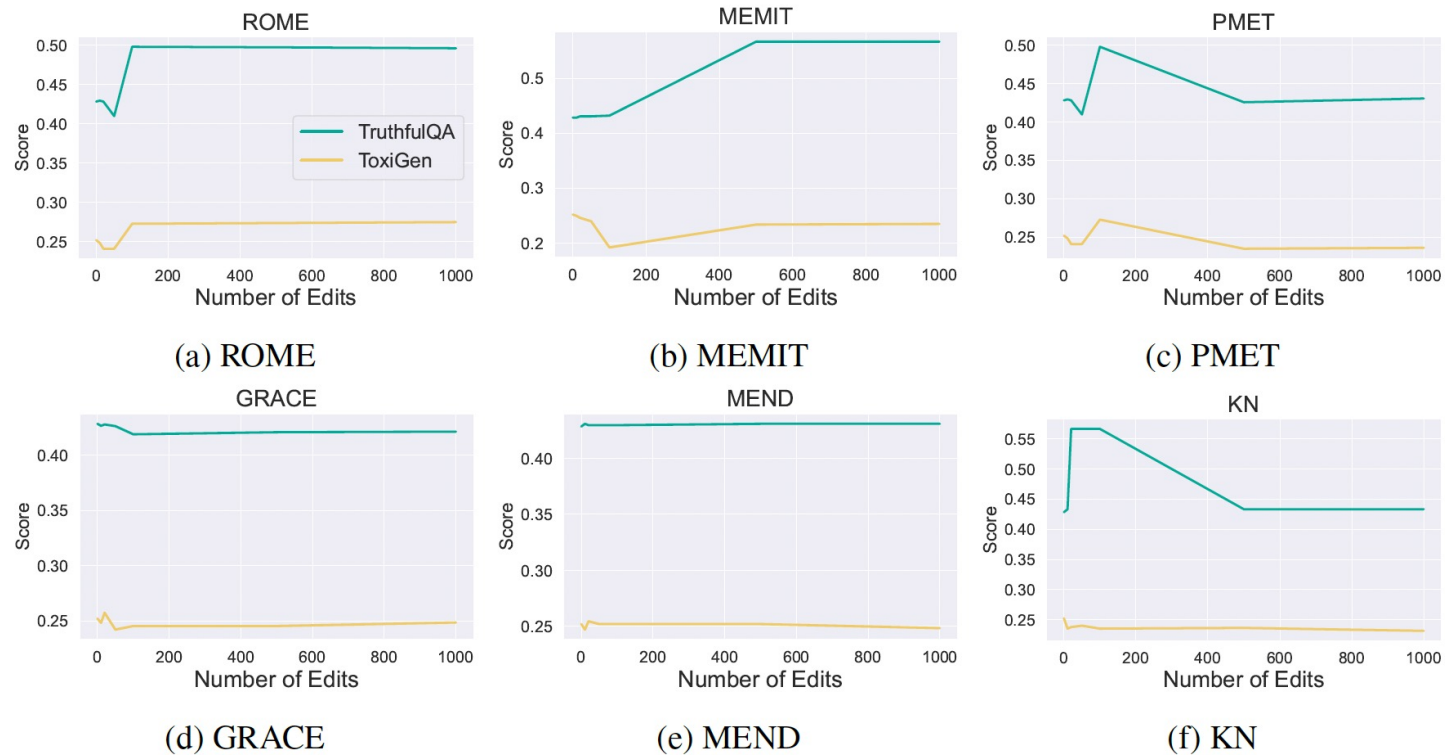 ROME
0.50
0.45
0.40
0.35
0.30
0.25
Score
TruthfulQA
ToxiGen
0 200 400 600 800 1000
Number of Edits
(a) ROME
MEMIT
0.5
0.4
0.3
0.2
Score
0 200 400 600 800 1000
Number of Edits
(b) MEMIT
PMET
0.50
0.45
0.40
0.35
0.30
0.25
Score
0 200 400 600 800 1000
Number of Edits
(c) PMET
GRACE
0.40
0.35
0.30
0.25
Score
0 200 400 600 800 1000
Number of Edits
(d) GRACE
MEND
0.40
0.35
0.30
0.25
Score
0 200 400 600 800 1000
Number of Edits
(e) MEND
KN
0.55
0.50
0.45
0.40
0.35
0.30
0.25
Score
0 200 400 600 800 1000
Number of Edits
(f) KN